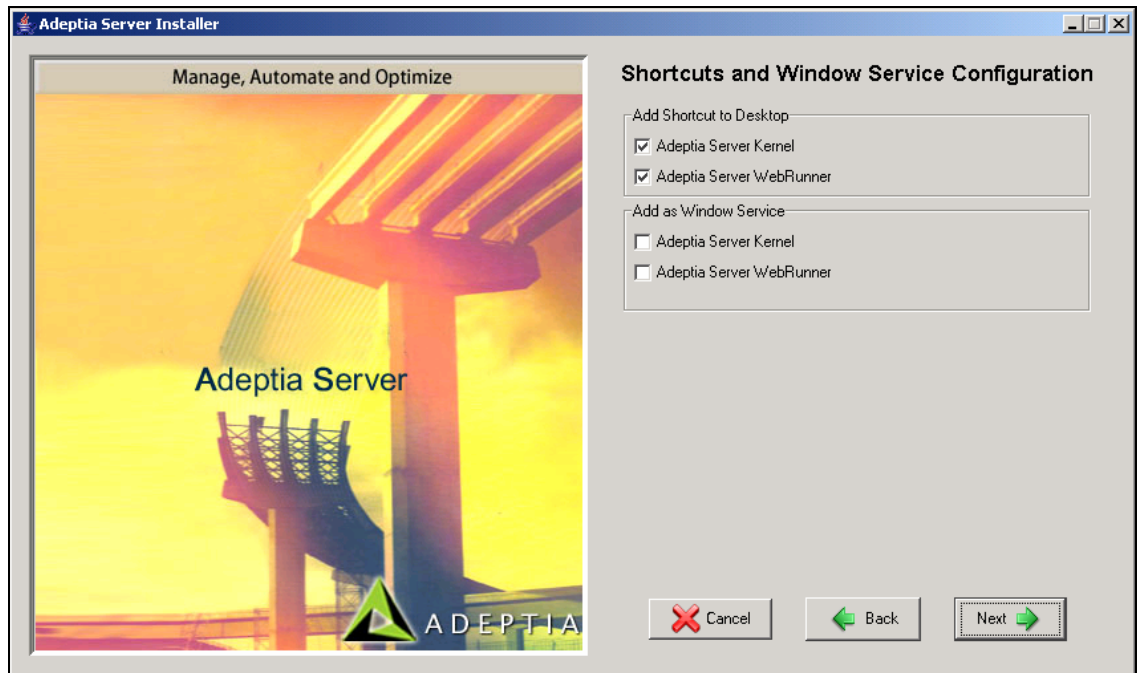 Adeptia Server Installer
Manage, Automate and Optimize
Adeptia Server
ADEPTIA
Shortcuts and Window Service Configuration
Add Shortcut to Desktop
Adeptia Server Kernel
Adeptia Server WebRunner
Add as Window Service
Adeptia Server Kernel
Adeptia Server WebRunner
Cancel
Back
Next